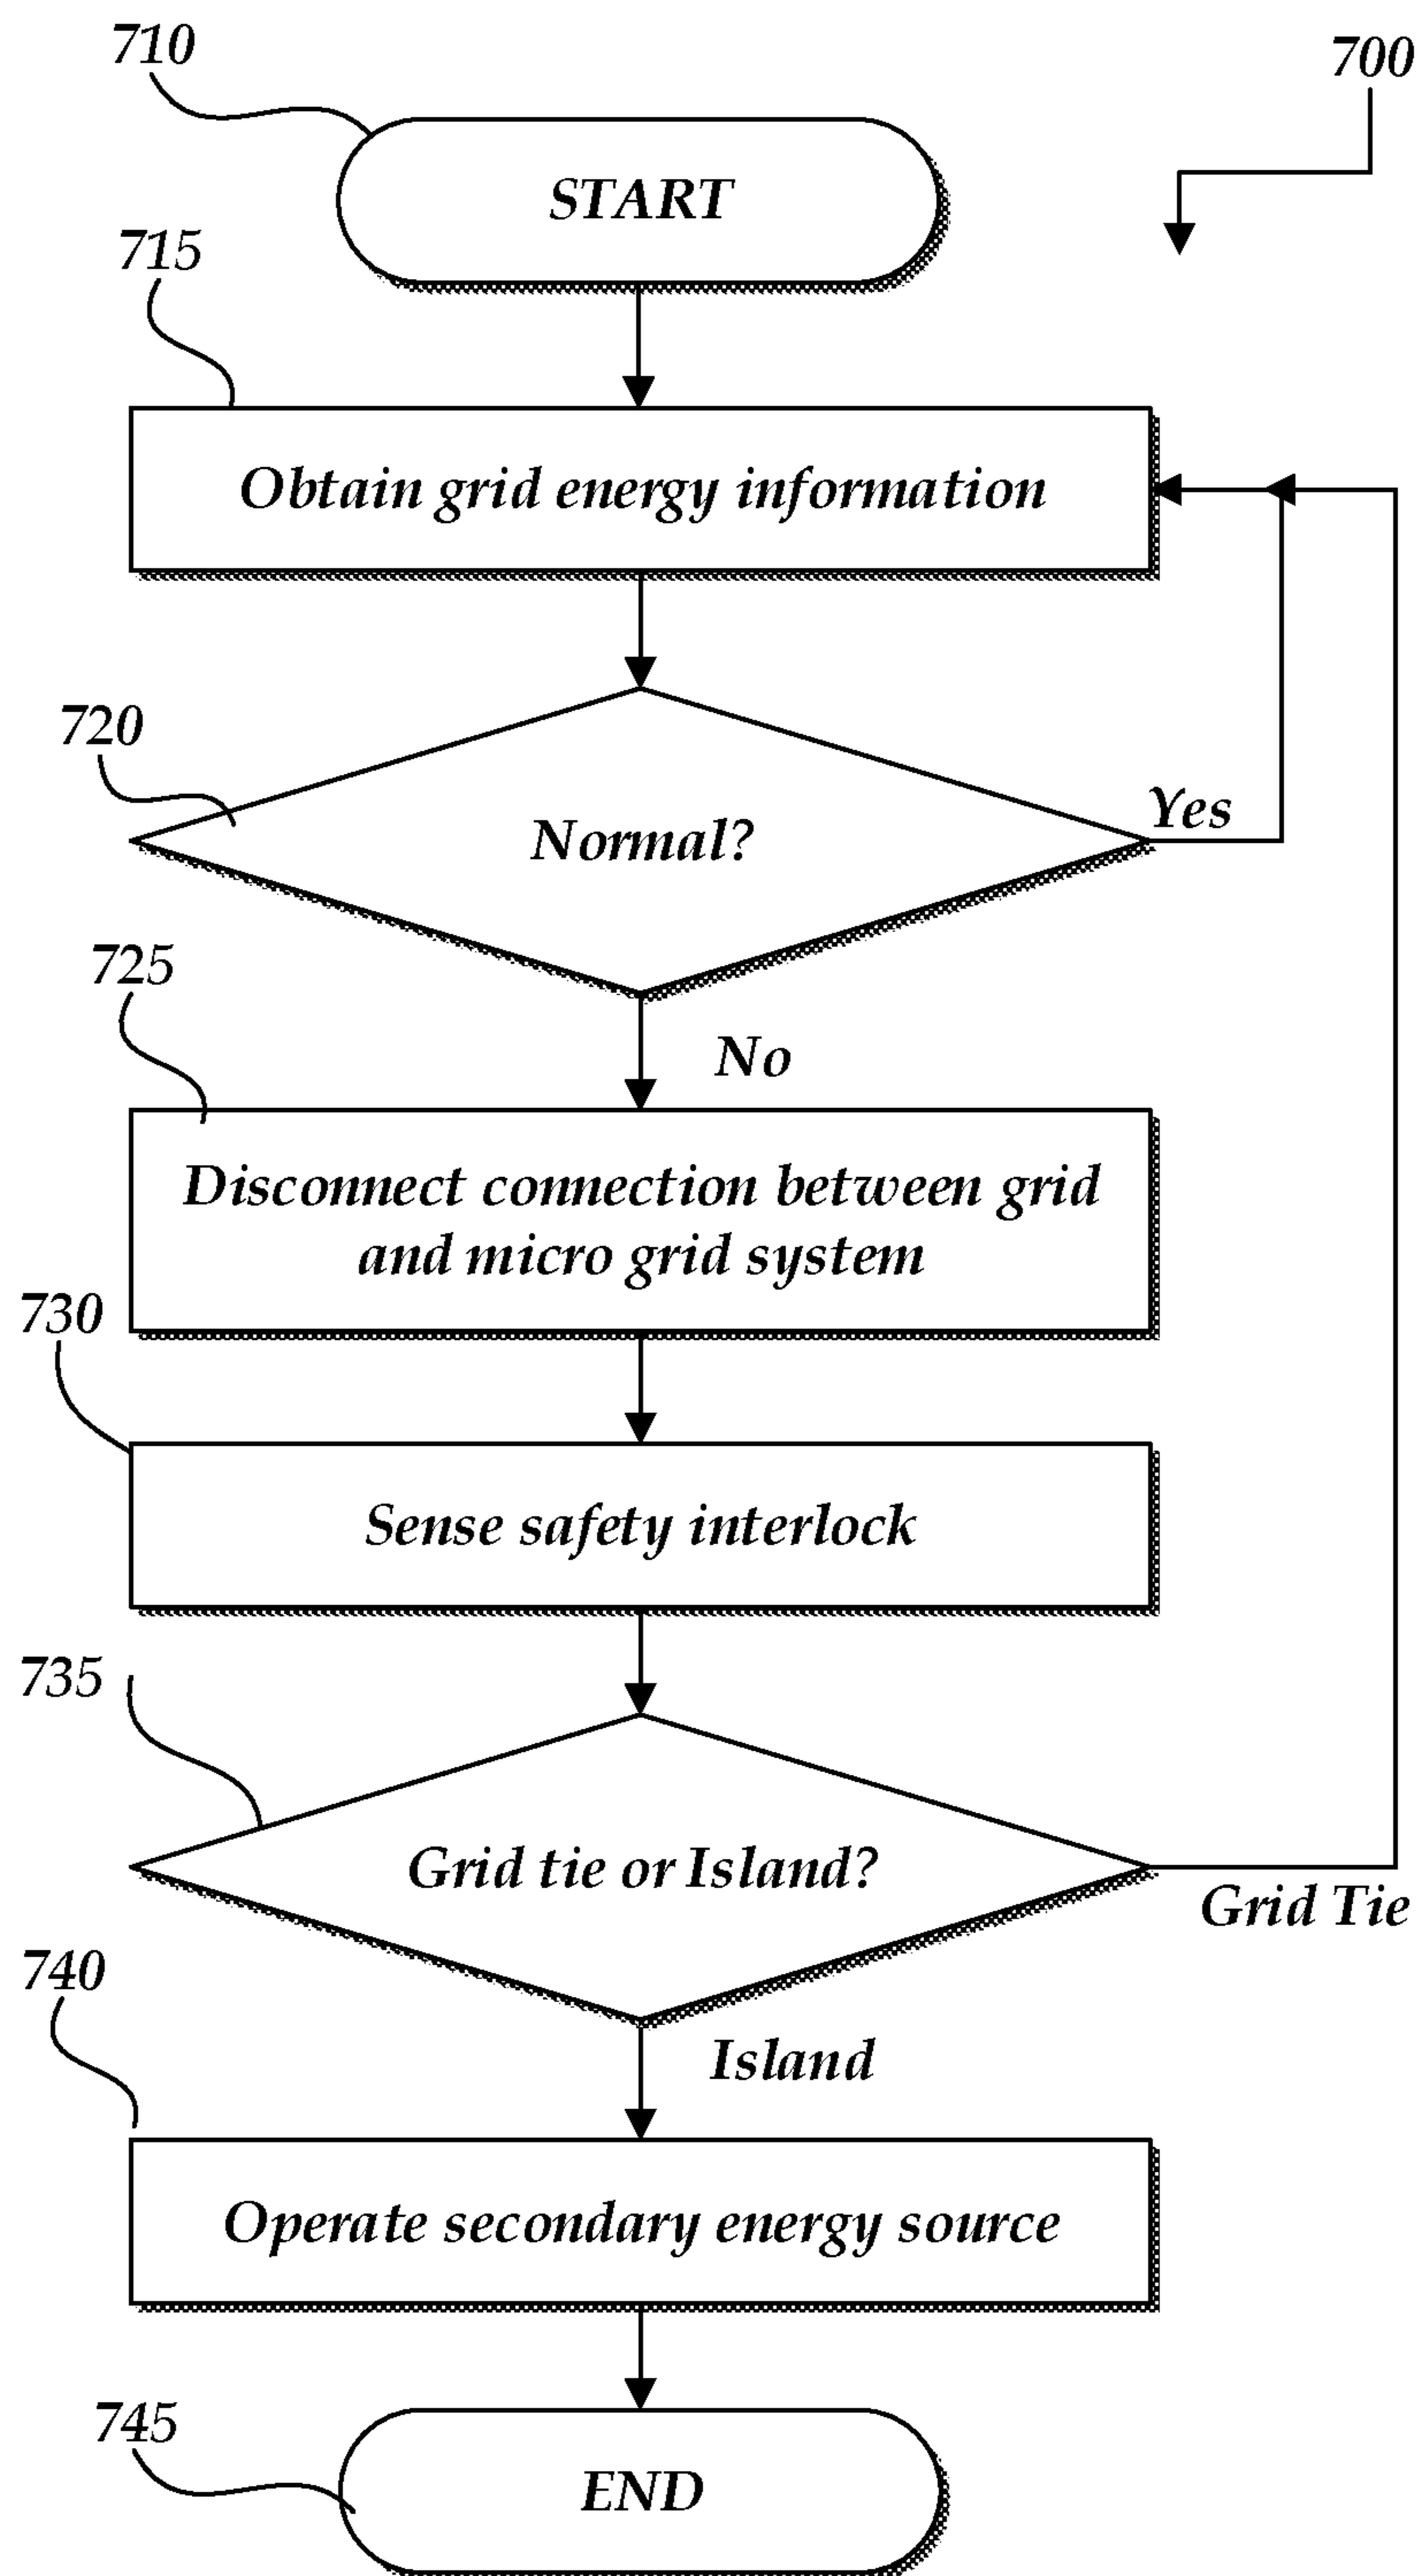 710
700
START
715
Obtain grid energy information
720
Normal?
Yes
725
No
Disconnect connection between grid
and micro grid system
730
Sense safety interlock
735
Grid tie or Island?
Grid Tie
740
Island
Operate secondary energy source
745
END